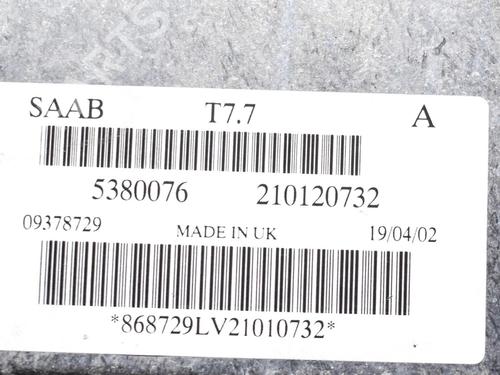 SAAB T7.7 A
5380076 210120732
09378729 MADE IN UK 19/04/02
*868729LV21010732*